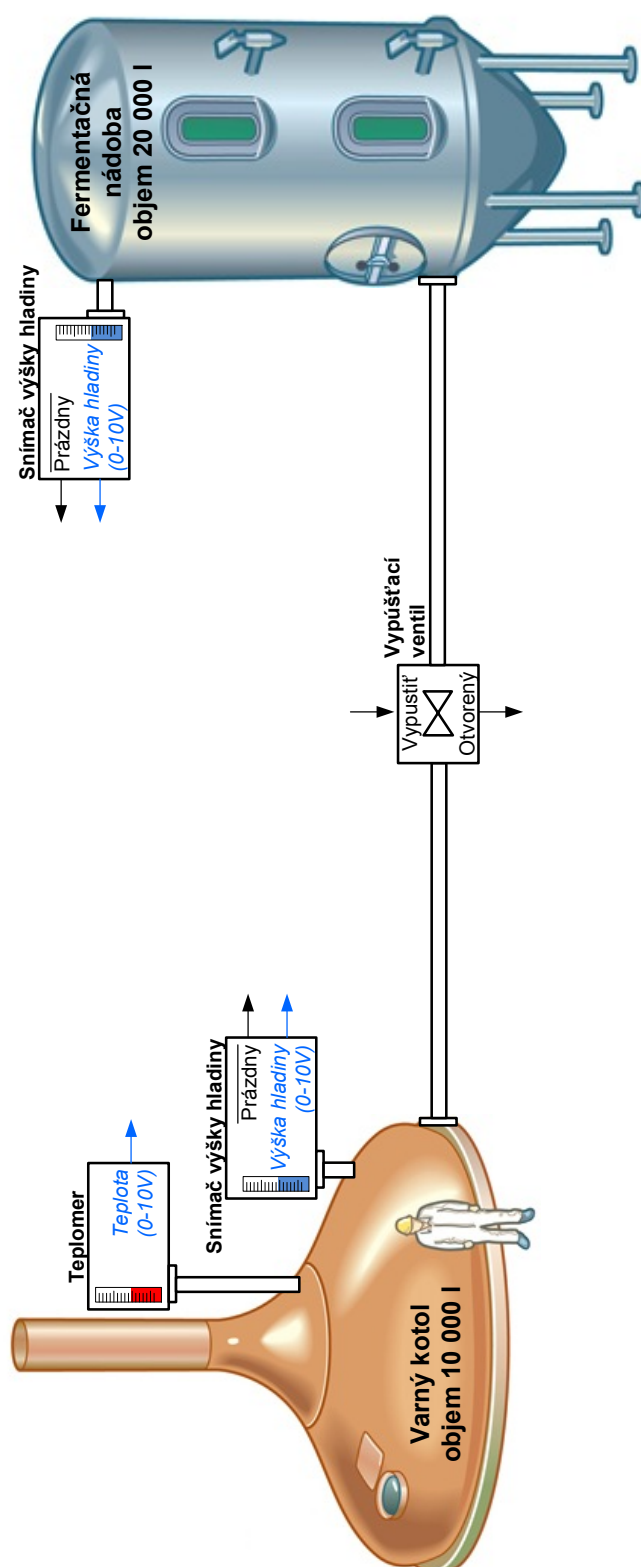 Teplomer
Teplota
(0-10V)
Snímač výšky hladiny
Prázdny
Výška hladiny
(0-10V)
Varný kotol
objem 10 000 l
Vypúšťací
ventil
Vypustiť
Otvorený
Snímač výšky hladiny
Prázdny
Výška hladiny
(0-10V)
Fermentačná
nádoba
objem 20 000 l